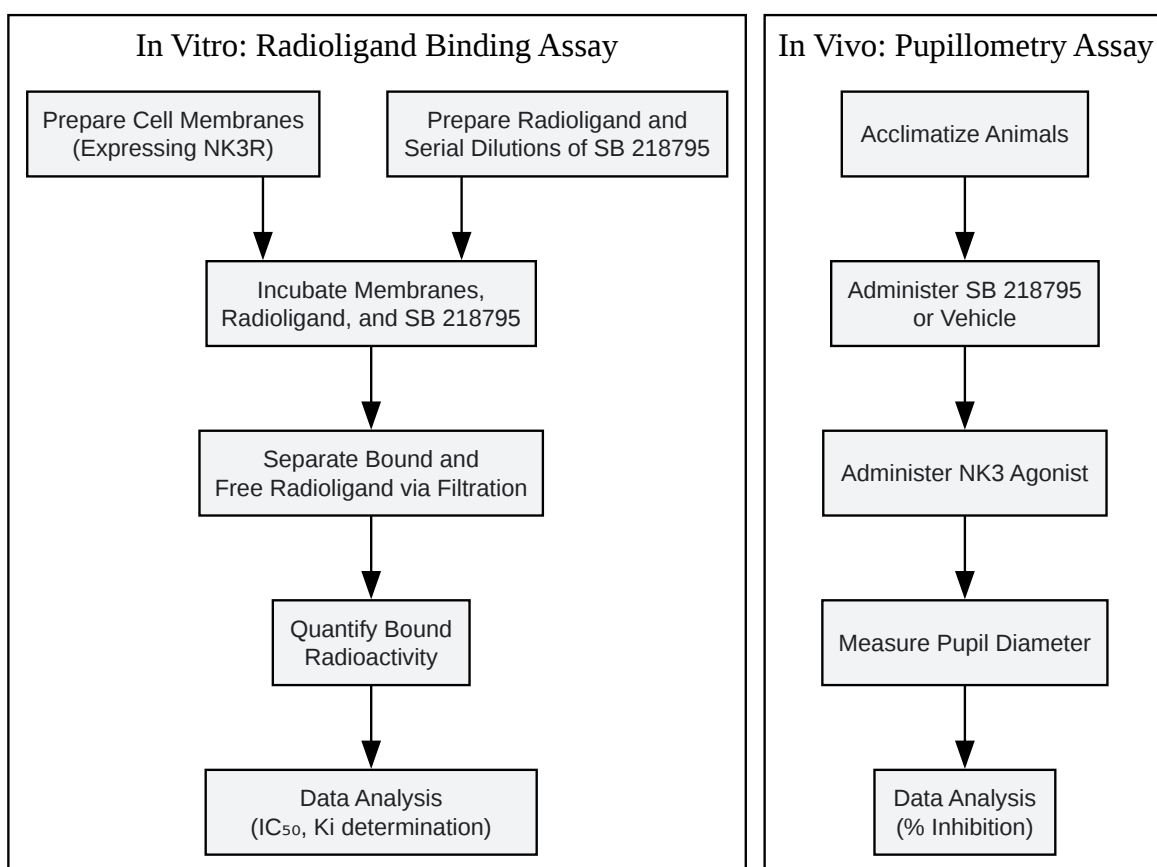 In Vitro: Radioligand Binding Assay
Prepare Cell Membranes
(Expressing NK3R)
Prepare Radioligand and
Serial Dilutions of SB 218795
Incubate Membranes,
Radioligand, and SB 218795
Separate Bound and
Free Radioligand via Filtration
Quantify Bound
Radioactivity
Data Analysis
(IC₅₀, Ki determination)
In Vivo: Pupillometry Assay
Acclimatize Animals
Administer SB 218795
or Vehicle
Administer NK3 Agonist
Measure Pupil Diameter
Data Analysis
(% Inhibition)